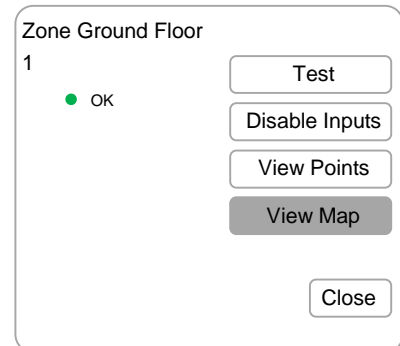 Zone Ground Floor
1
OK
Test
Disable Inputs
View Points
View Map
Close